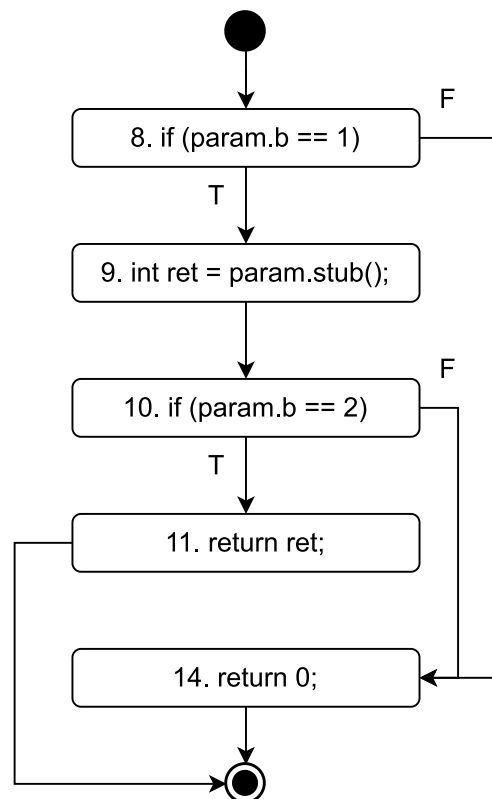 F
8. if (param.b == 1)
T
9. int ret = param.stub();
F
10. if (param.b == 2)
T
11. return ret;
14. return 0;